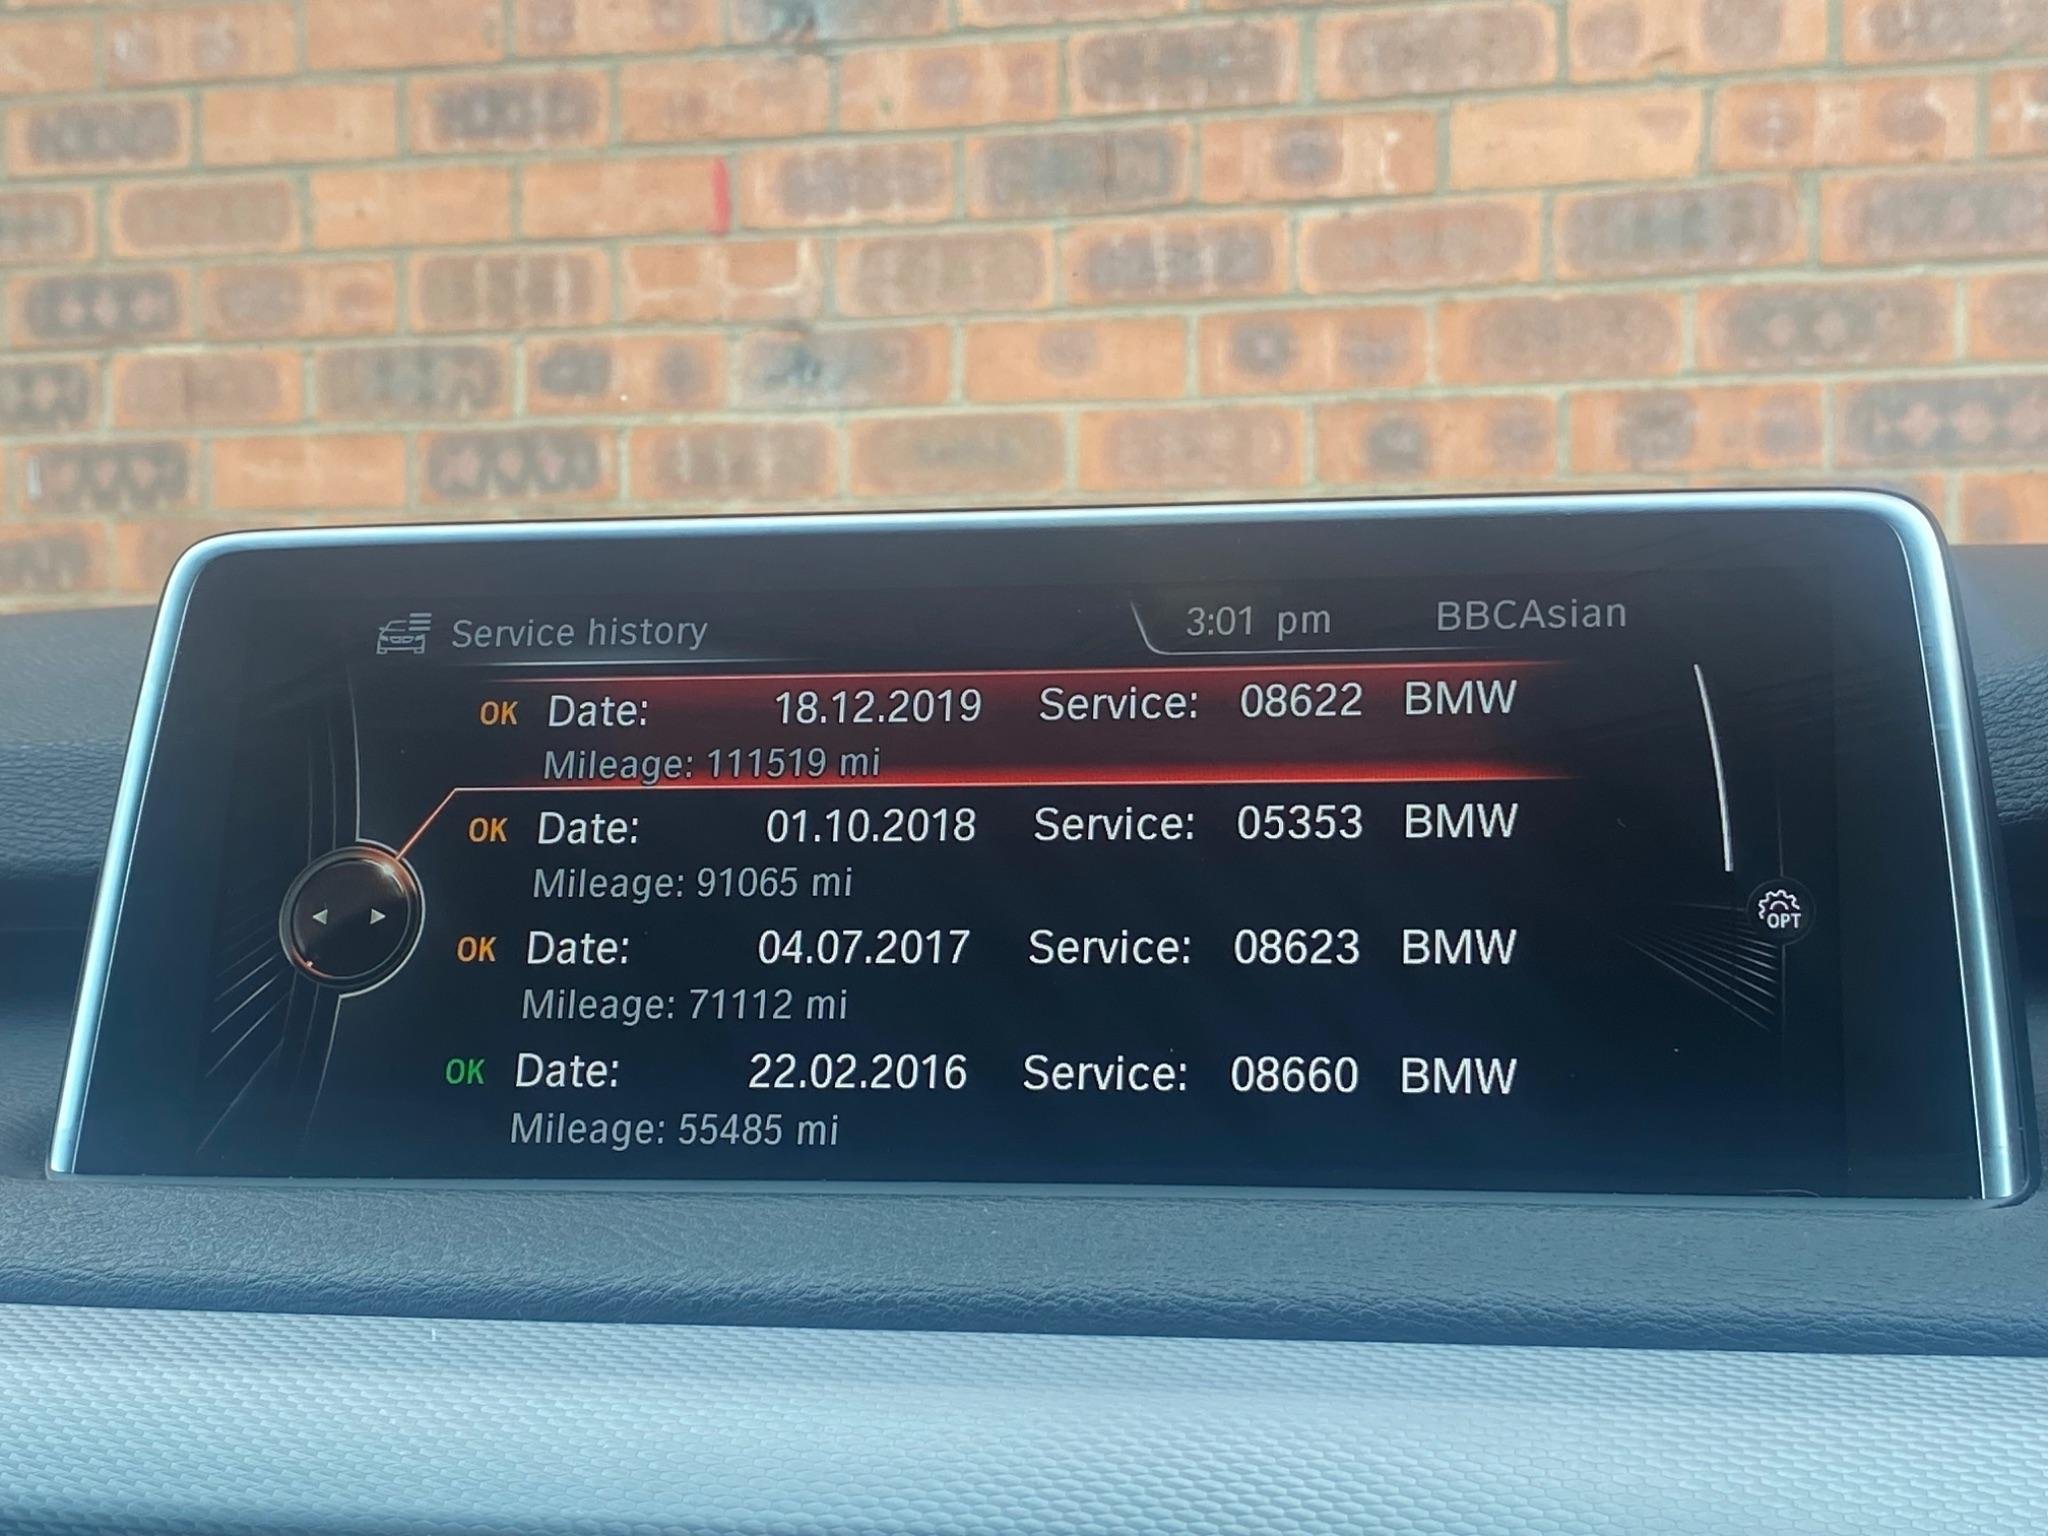 Service history 3:01 pm BBCAsian
OK Date: 18.12.2019 Service: 08622 BMW
Mileage: 111519 mi
OK Date: 01.10.2018 Service: 05353 BMW
Mileage: 91065 mi
OK Date: 04.07.2017 Service: 08623 BMW
Mileage: 71112 mi
OPT
OK Date: 22.02.2016 Service: 08660 BMW
Mileage: 55485 mi